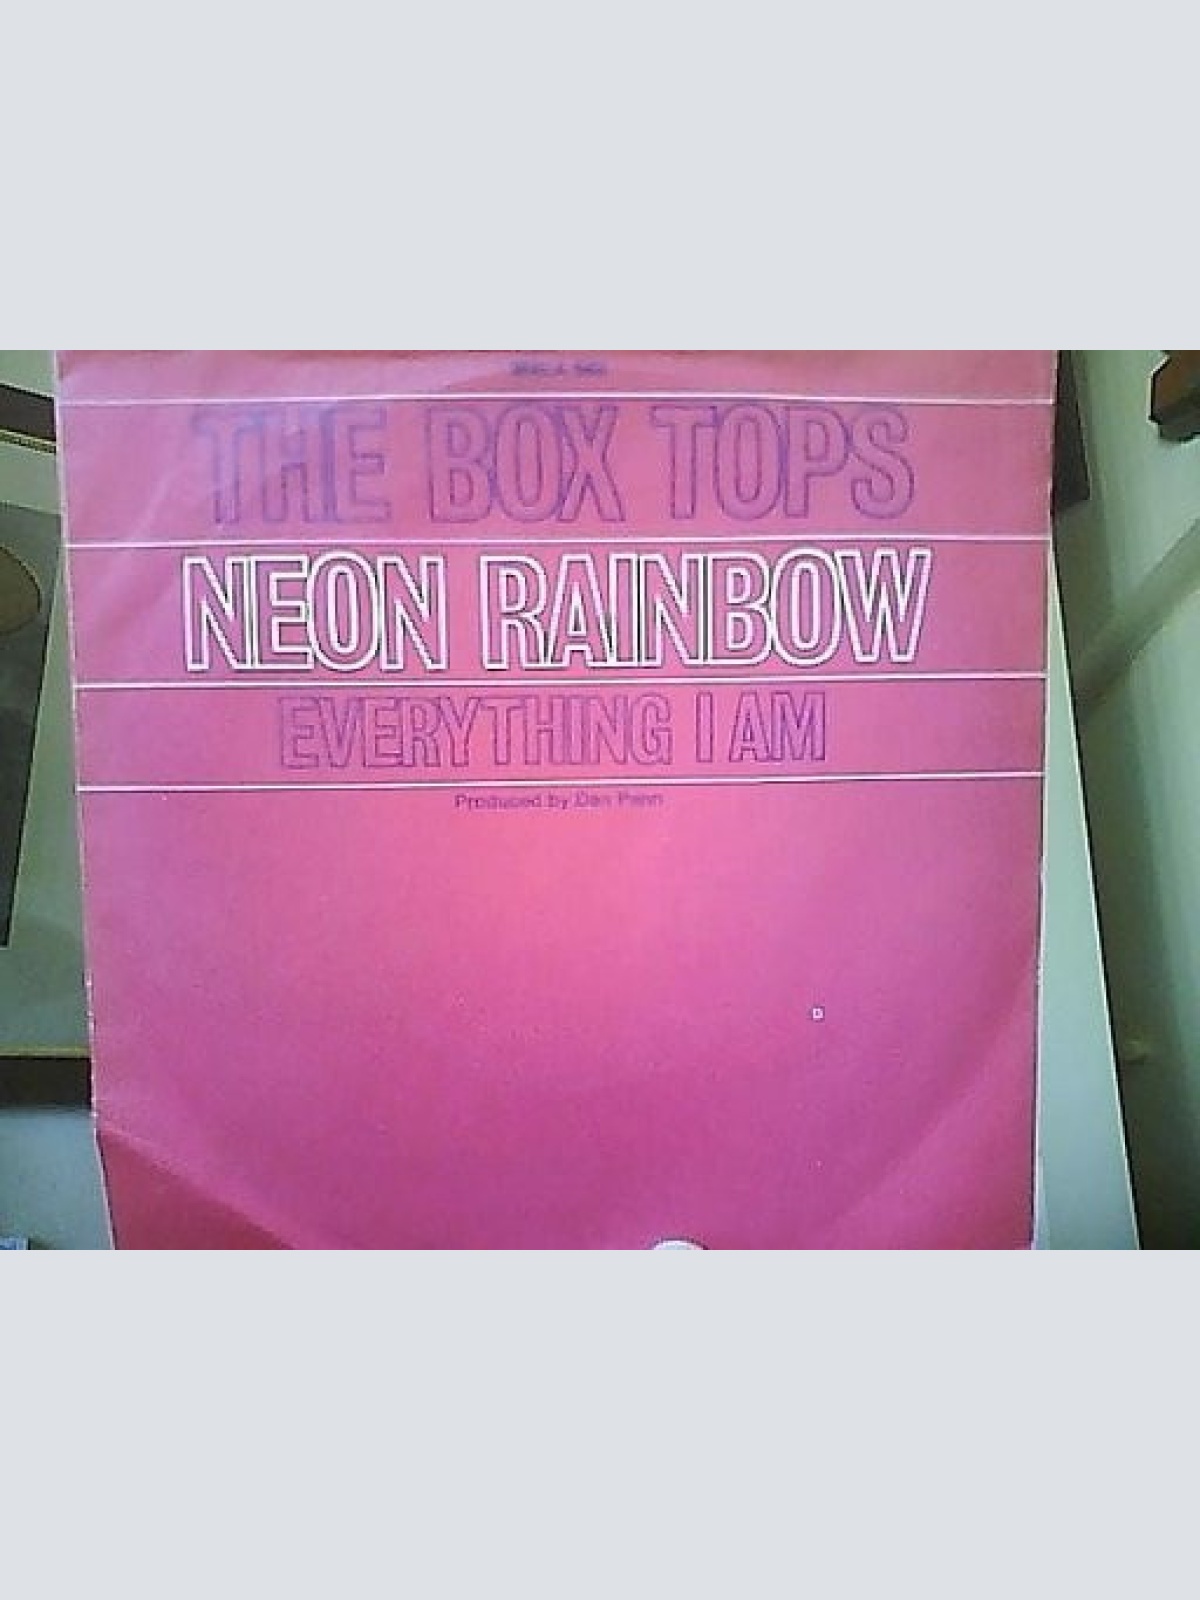 THE BOX TOPS
NEON RAINBOW
EVERYTHING I AM
Produced by Dan Penn